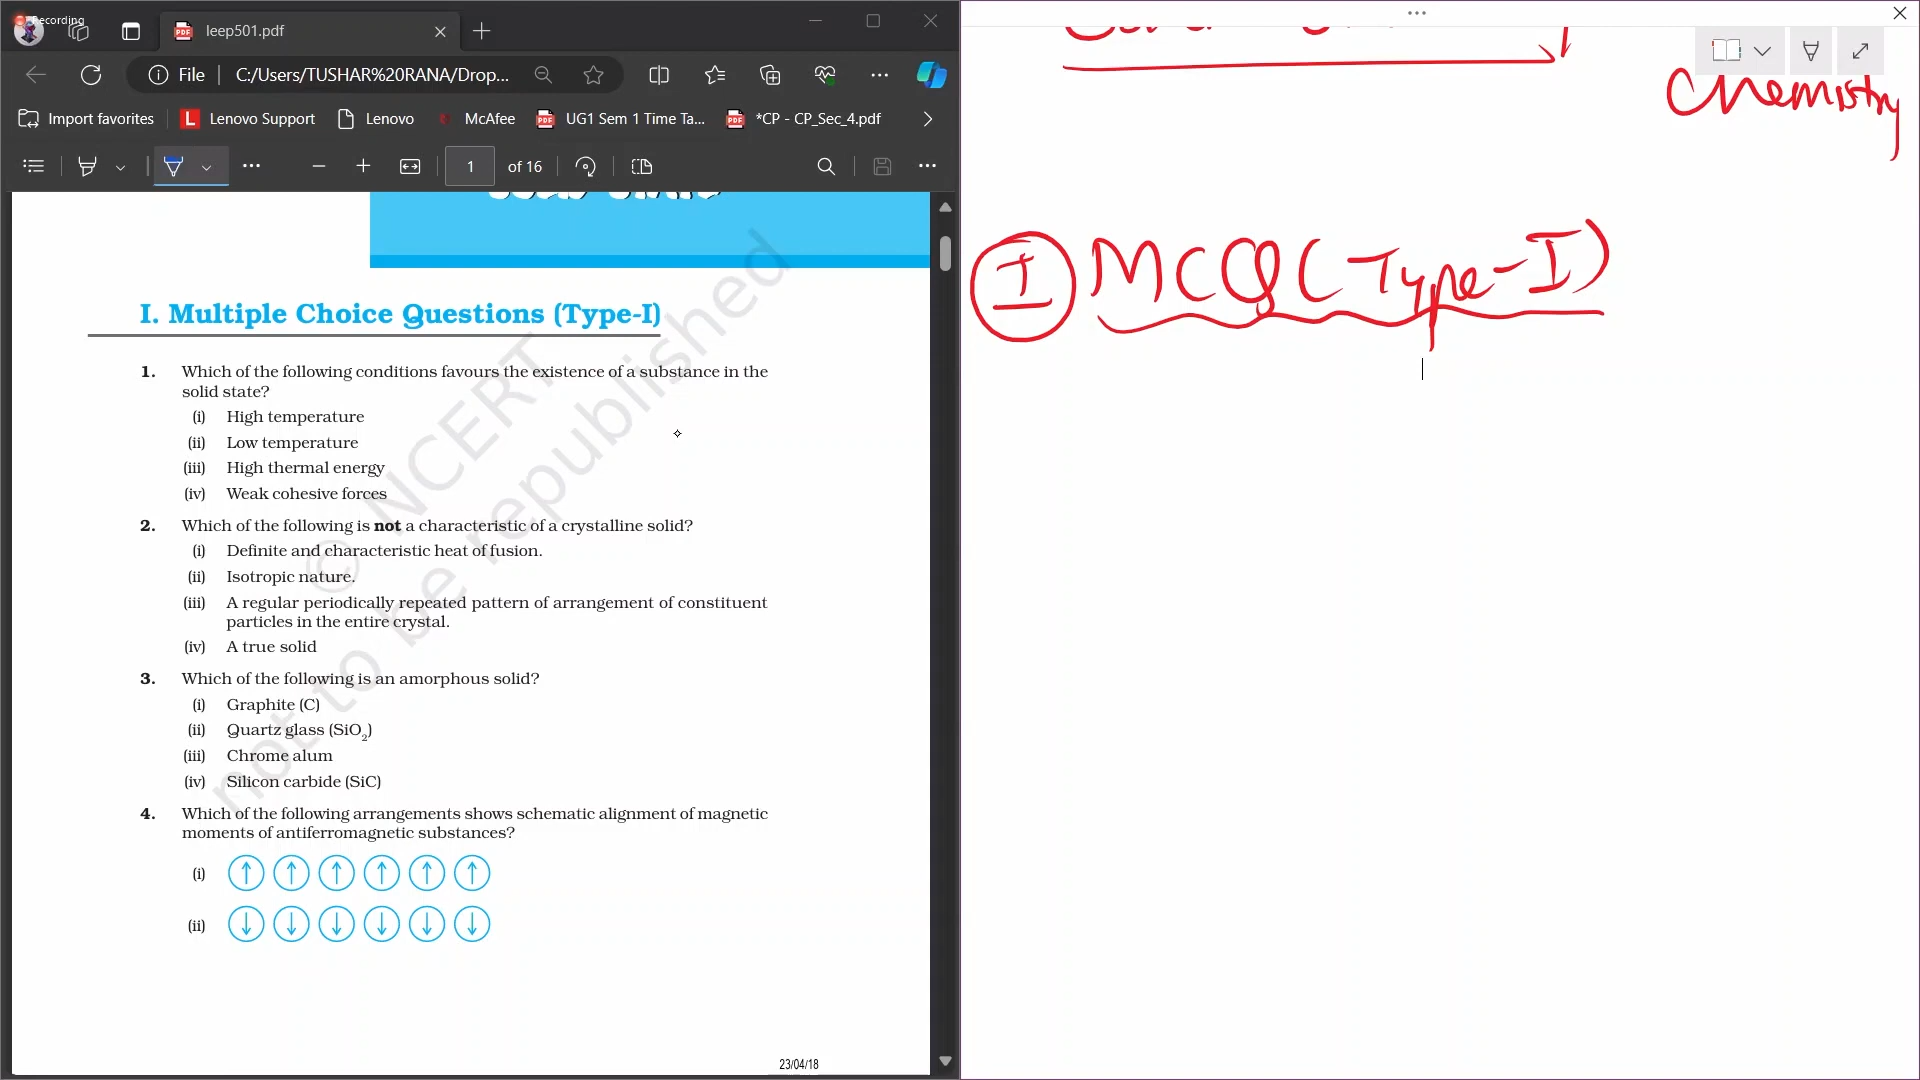 Recording
leep501.pdf
File
C:/Users/TUSHAR%20RANA/Drop...
Import favorites
Lenovo Support
Lenovo
McAfee
UG1 Sem 1 Time Ta...
*CP - CP_Sec_4.pdf
1 of 16
I. Multiple Choice Questions (Type-I)
1. Which of the following conditions favours the existence of a substance in the
solid state?
(i) High temperature
(ii) Low temperature
(iii) High thermal energy
(iv) Weak cohesive forces
2. Which of the following is not a characteristic of a crystalline solid?
(i) Definite and characteristic heat of fusion.
(ii) Isotropic nature.
(iii) A regular periodically repeated pattern of arrangement of constituent
particles in the entire crystal.
(iv) A true solid
3. Which of the following is an amorphous solid?
(i) Graphite (C)
(ii) Quartz glass (SiO₂)
(iii) Chrome alum
(iv) Silicon carbide (SiC)
4. Which of the following arrangements shows schematic alignment of magnetic
moments of antiferromagnetic substances?
(i) ↑ ↑ ↑ ↑ ↑ ↑
(ii) ↓ ↓ ↓ ↓ ↓ ↓
23/04/18
© NCERT
not to be republished
Chemistry
I MCQ (Type-I)